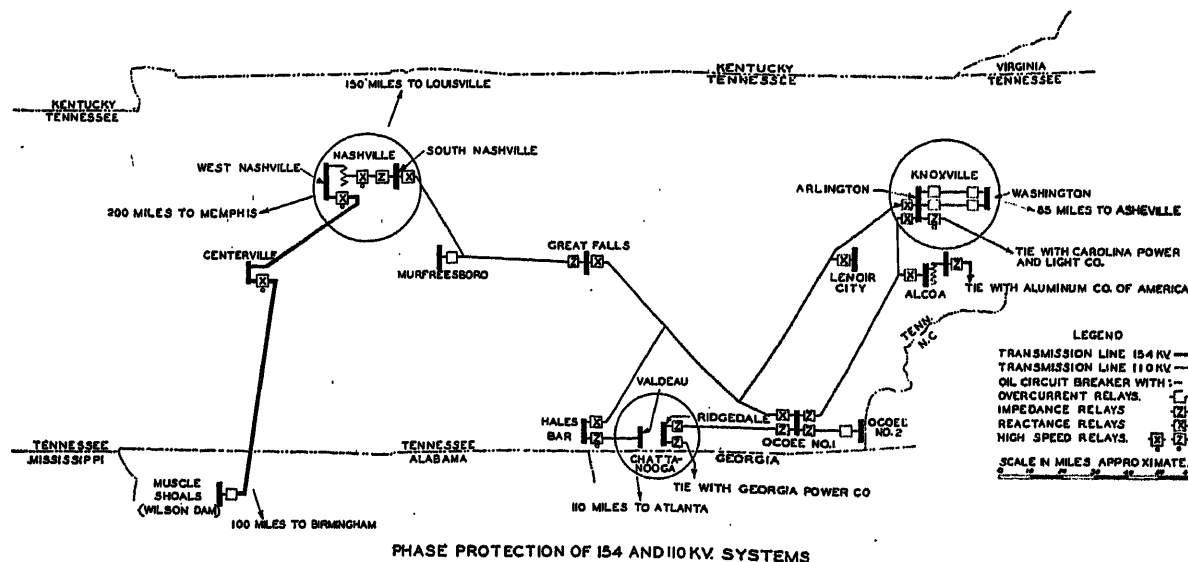 KENTUCKY
TENNESSEE
VIRGINIA
TENNESSEE
150 MILES TO LOUISVILLE
KENTUCKY
TENNESSEE
NASHVILLE
SOUTH NASHVILLE
WEST NASHVILLE
200 MILES TO MEMPHIS
KNOXVILLE
ARLINGTON
WASHINGTON
85 MILES TO ASHEVILLE
CENTERVILLE
MURFREESBORO
GREAT FALLS
LENOIR
CITY
TIE WITH CAROLINA POWER
AND LIGHT CO.
ALCOA
TIE WITH ALUMINUM CO. OF AMERICA
TENN.
N.C
LEGEND
TRANSMISSION LINE 154 KV.
TRANSMISSION LINE 110 KV.
OIL CIRCUIT BREAKER WITH:-
OVERCURRENT RELAYS.
IMPEDANCE RELAYS Z
REACTANCE RELAYS X
HIGH SPEED RELAYS. X Z
SCALE IN MILES APPROXIMATE.
VALDEAU
HALES
BAR
RIDGEDALE
OCOEE NO.1
OCOEE
NO.2
TENNESSEE
MISSISSIPPI
TENNESSEE
ALABAMA
CHATTA-
NOOGA
GEORGIA
TIE WITH GEORGIA POWER CO
110 MILES TO ATLANTA
MUSCLE
SHOALS
(WILSON DAM)
100 MILES TO BIRMINGHAM
PHASE PROTECTION OF 154 AND 110 KV. SYSTEMS